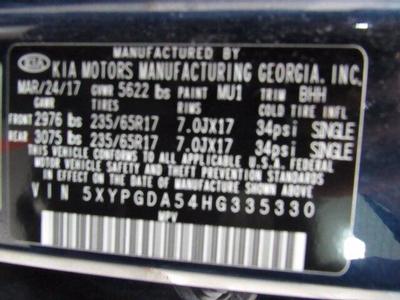 MANUFACTURED BY
KIA KIA MOTORS MANUFACTURING GEORGIA, INC.
MAR/24/17 GVWR 5622 lbs PAINT MU1 TRIM BHH
GAWR TIRES RIMS COLD TIRE INFL
FRONT 2976 lbs 235/65R17 7.0JX17 34psi SINGLE
REAR 3075 lbs 235/65R17 7.0JX17 34psi SINGLE
THIS VEHICLE CONFORMS TO ALL APPLICABLE U.S.A. FEDERAL
MOTOR VEHICLE SAFETY AND THEFT PREVENTION STANDARDS
IN EFFECT ON THE DATE OF MANUFACTURE SHOWN ABOVE.
VIN 5XYPGDA54HG335330
MPV